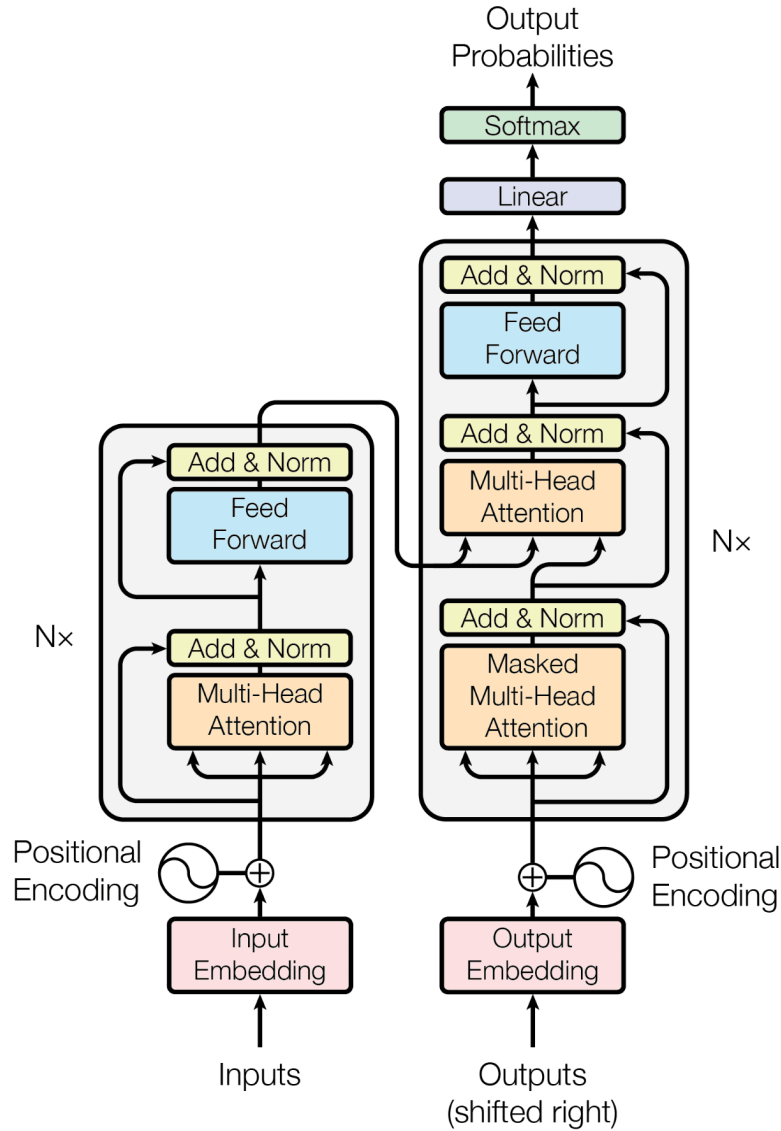 Output
Probabilities
Softmax
Linear
Add & Norm
Feed
Forward
Add & Norm
Multi-Head
Attention
Nx
Add & Norm
Masked
Multi-Head
Attention
Add & Norm
Feed
Forward
Nx
Add & Norm
Multi-Head
Attention
Positional
Encoding
Positional
Encoding
Input
Embedding
Output
Embedding
Inputs
Outputs
(shifted right)